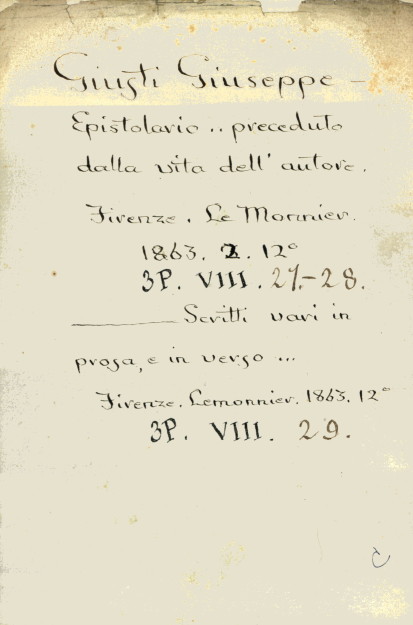 Giusti Giuseppe -
Epistolario .. preceduto
dalla vita dell' autore.
Firenze. Le Monnier.
1863. 2. 12°
3P. VIII. 27.-28.
——— Scritti vari in
prosa, e in verso ...
Firenze. Lemonnier. 1863. 12°
3P. VIII. 29.